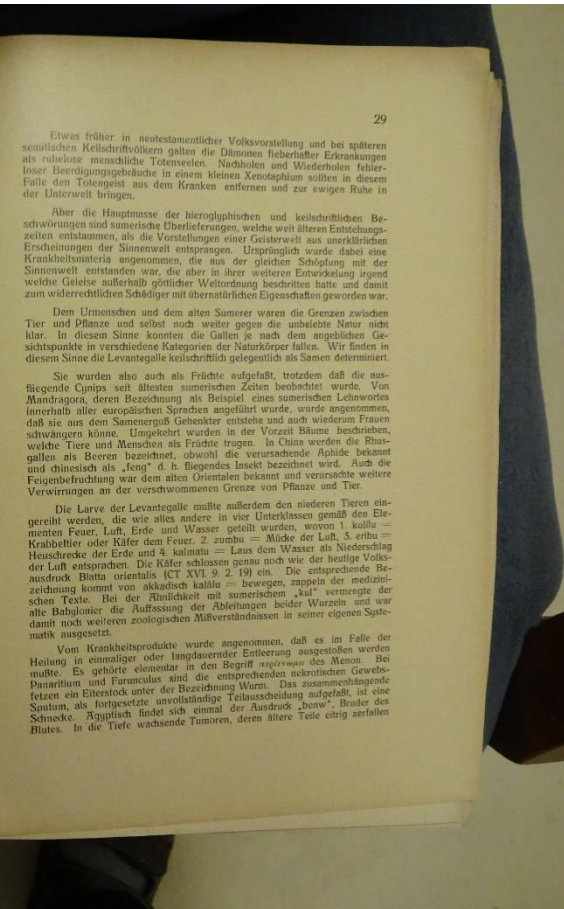 29
Etwas früher in neutestamentlicher Volksvorstellung und bei späteren
semitischen Keilschriftvölkern galten die Dämonen fieberhafter Erkrankungen
als ruhelose menschliche Totenseelen. Nachholen und Wiederholen fehler-
loser Beerdigungsgebräuche in einem kleinen Xenotaphium sollten in diesem
Falle den Totengeist aus dem Kranken entfernen und zur ewigen Ruhe in
der Unterwelt bringen.
Aber die Hauptmasse der hieroglyphischen und keilschriftlichen Be-
schwörungen sind sumerische Überlieferungen, welche weit älteren Entstehungs-
zeiten entstammen, als die Vorstellungen einer Geisterwelt aus unerklärlichen
Erscheinungen der Sinnenwelt entsprangen. Ursprünglich wurde dabei eine
Krankheitsmateria angenommen, die aus der gleichen Schöpfung mit der
Sinnenwelt entstanden war, die aber in ihrer weiteren Entwickelung irgend
welche Geleise außerhalb göttlicher Weltordnung beschritten hatte und damit
zum widerrechtlichen Schädiger mit übernatürlichen Eigenschaften geworden war.
Dem Urmenschen und dem alten Sumerer waren die Grenzen zwischen
Tier und Pflanze und selbst noch weiter gegen die unbelebte Natur nicht
klar. In diesem Sinne konnten die Gallen je nach dem angeblichen Ge-
sichtspunkte in verschiedene Kategorien der Naturkörper fallen. Wir finden in
diesem Sinne die Levantegalle keilschriftlich gelegentlich als Samen determiniert.
Sie wurden also auch als Früchte aufgefaßt, trotzdem daß die aus-
fliegende Cynips seit ältesten sumerischen Zeiten beobachtet wurde. Von
Mandragora, deren Bezeichnung als Beispiel eines sumerischen Lehnwortes
innerhalb aller europäischen Sprachen angeführt wurde, wurde angenommen,
daß sie aus dem Samenerguß Gehenkter entstehe und auch wiederum Frauen
schwängern könne. Umgekehrt wurden in der Vorzeit Bäume beschrieben,
welche Tiere und Menschen als Früchte trugen. In China werden die Rhus-
gallen als Beeren bezeichnet, obwohl die verursachende Aphide bekannt
und chinesisch als „feng" d. h. fliegendes Insekt bezeichnet wird. Auch die
Feigenbefruchtung war dem alten Orientalen bekannt und verursachte weitere
Verwirrungen an der verschwommenen Grenze von Pflanze und Tier.
Die Larve der Levantegalle mußte außerdem den niederen Tieren ein-
gereiht werden, die wie alles andere in vier Unterklassen gemäß den Ele-
menten Feuer, Luft, Erde und Wasser geteilt wurden, wovon 1. kulilu =
Krabbeltier oder Käfer dem Feuer, 2. zumbu = Mücke der Luft, 3. eribu =
Heuschrecke der Erde und 4. kalmatu = Laus dem Wasser als Niederschlag
der Luft entsprachen. Die Käfer schlossen genau noch wie der heutige Volks-
ausdruck Blatta orientalis (CT XVI. 9. 2. 19) ein. Die entsprechende Be-
zeichnung kommt von akkadisch kalâlu = bewegen, zappeln der medizini-
schen Texte. Bei der Ähnlichkeit mit sumerischem „kul" vermengte der
alte Babylonier die Auffassung der Ableitungen beider Wurzeln und war
damit noch weiteren zoologischen Mißverständnissen in seiner eigenen Syste-
matik ausgesetzt.
Vom Krankheitsprodukte wurde angenommen, daß es im Falle der
Heilung in einmaliger oder langdauernder Entleerung ausgestoßen werden
mußte. Es gehörte elementar in den Begriff περίττωμα des Menon. Bei
Panaritium und Furunculus sind die entsprechenden nekrotischen Gewebs-
fetzen ein Eiterstock unter der Bezeichnung Wurm. Das zusammenhängende
Sputum, als fortgesetzte unvollständige Teilausscheidung aufgefaßt, ist eine
Schnecke. Ägyptisch findet sich einmal der Ausdruck „benw", Bruder des
Blutes. In die Tiefe wachsende Tumoren, deren ältere Teile eitrig zerfallen